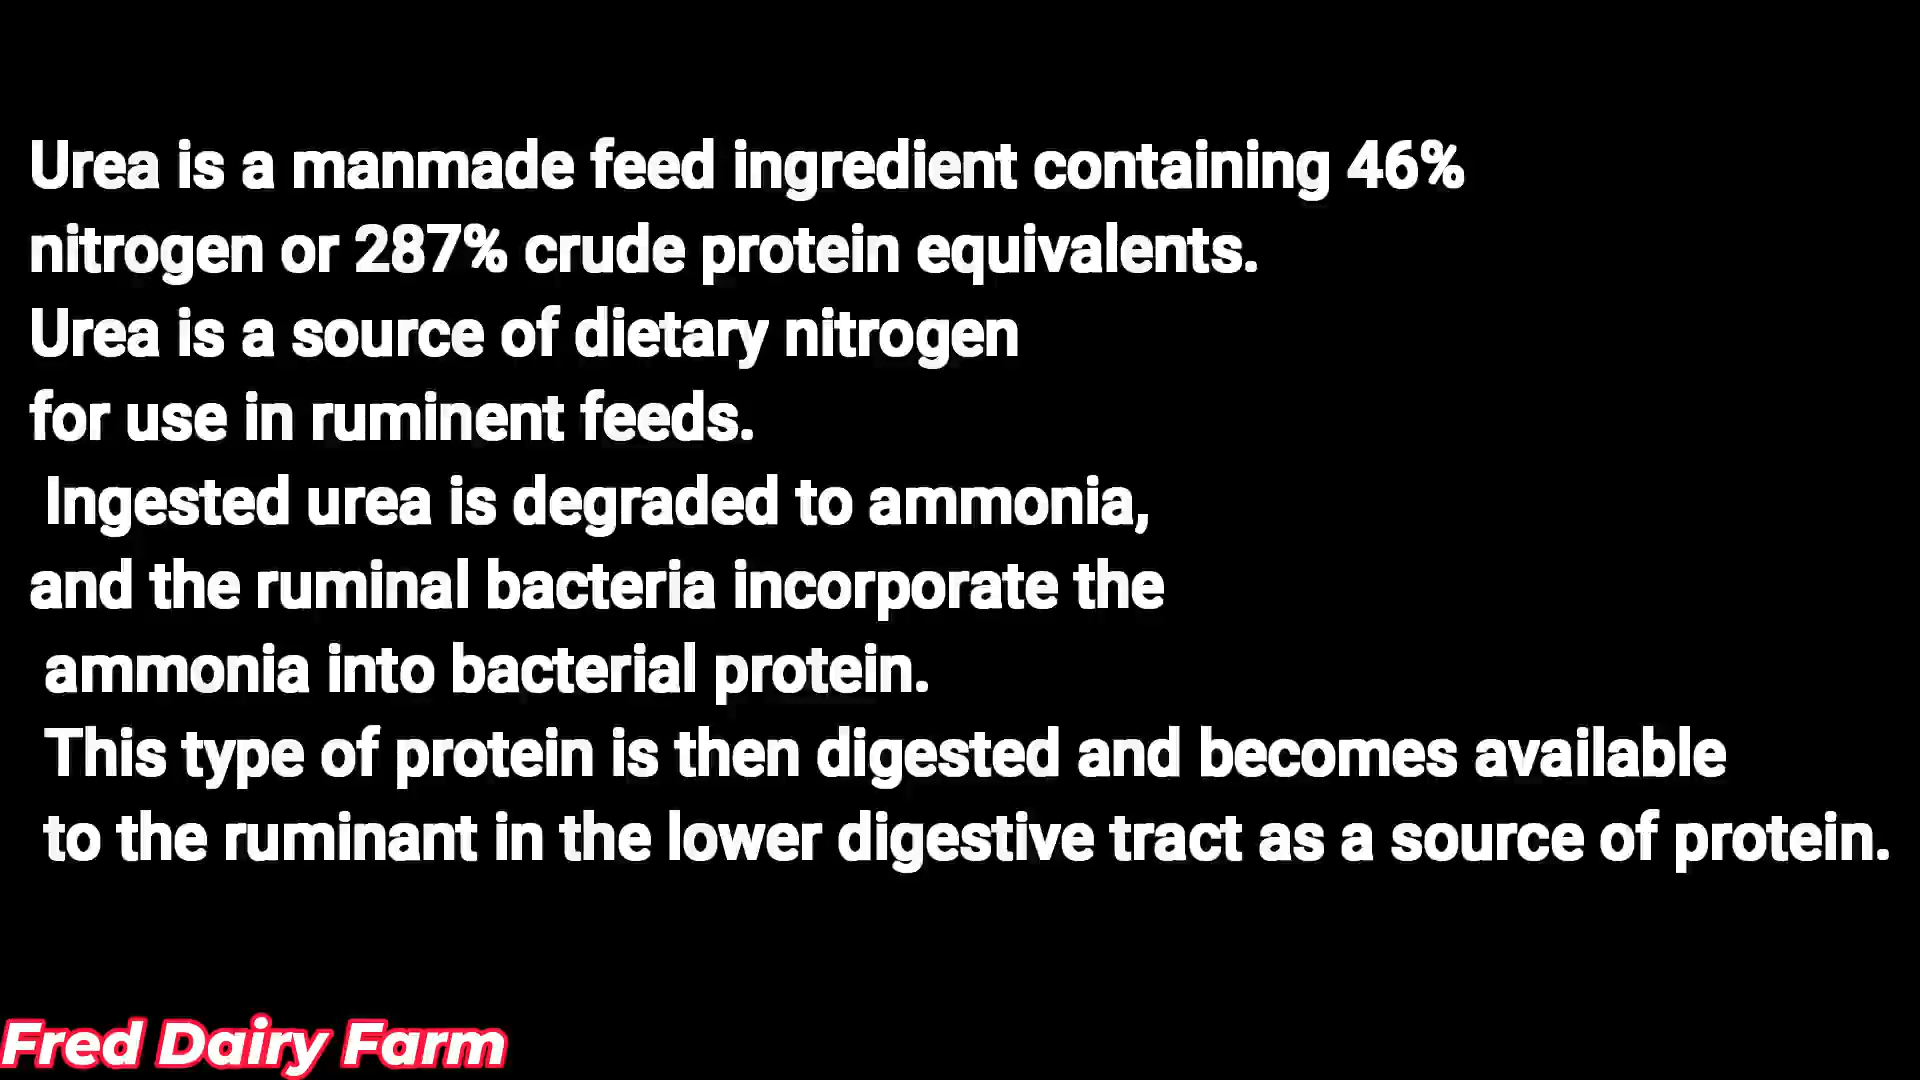 Urea is a manmade feed ingredient containing 46%
nitrogen or 287% crude protein equivalents.
Urea is a source of dietary nitrogen
for use in ruminent feeds.
Ingested urea is degraded to ammonia,
and the ruminal bacteria incorporate the
ammonia into bacterial protein.
This type of protein is then digested and becomes available
to the ruminant in the lower digestive tract as a source of protein.
Fred Dairy Farm